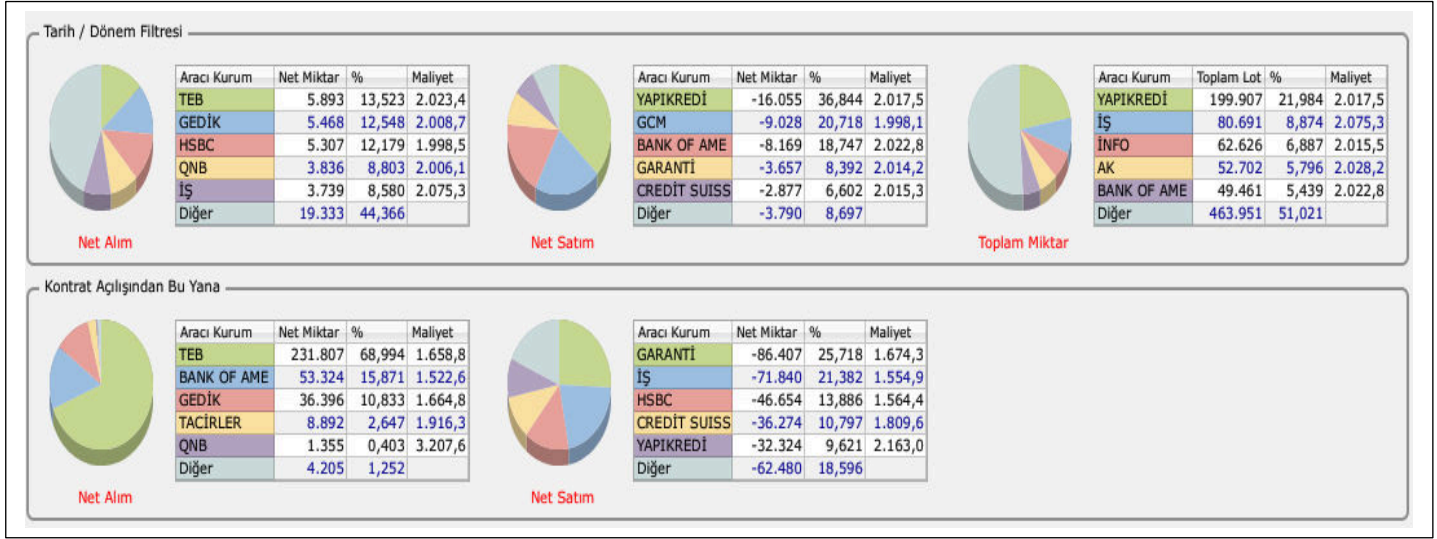 Tarih / Dönem Filtresi
Aracı Kurum Net Miktar % Maliyet
TEB 5.893 13,523 2.023,4
GEDİK 5.468 12,548 2.008,7
HSBC 5.307 12,179 1.998,5
QNB 3.836 8,803 2.006,1
İŞ 3.739 8,580 2.075,3
Diğer 19.333 44,366
Net Alım
Aracı Kurum Net Miktar % Maliyet
YAPIKREDİ -16.055 36,844 2.017,5
GCM -9.028 20,718 1.998,1
BANK OF AME -8.169 18,747 2.022,8
GARANTİ -3.657 8,392 2.014,2
CREDİT SUISS -2.877 6,602 2.015,3
Diğer -3.790 8,697
Net Satım
Aracı Kurum Toplam Lot % Maliyet
YAPIKREDİ 199.907 21,984 2.017,5
İŞ 80.691 8,874 2.075,3
İNFO 62.626 6,887 2.015,5
AK 52.702 5,796 2.028,2
BANK OF AME 49.461 5,439 2.022,8
Diğer 463.951 51,021
Toplam Miktar
Kontrat Açılışından Bu Yana
Aracı Kurum Net Miktar % Maliyet
TEB 231.807 68,994 1.658,8
BANK OF AME 53.324 15,871 1.522,6
GEDİK 36.396 10,833 1.664,8
TACİRLER 8.892 2,647 1.916,3
QNB 1.355 0,403 3.207,6
Diğer 4.205 1,252
Net Alım
Aracı Kurum Net Miktar % Maliyet
GARANTİ -86.407 25,718 1.674,3
İŞ -71.840 21,382 1.554,9
HSBC -46.654 13,886 1.564,4
CREDİT SUISS -36.274 10,797 1.809,6
YAPIKREDİ -32.324 9,621 2.163,0
Diğer -62.480 18,596
Net Satım